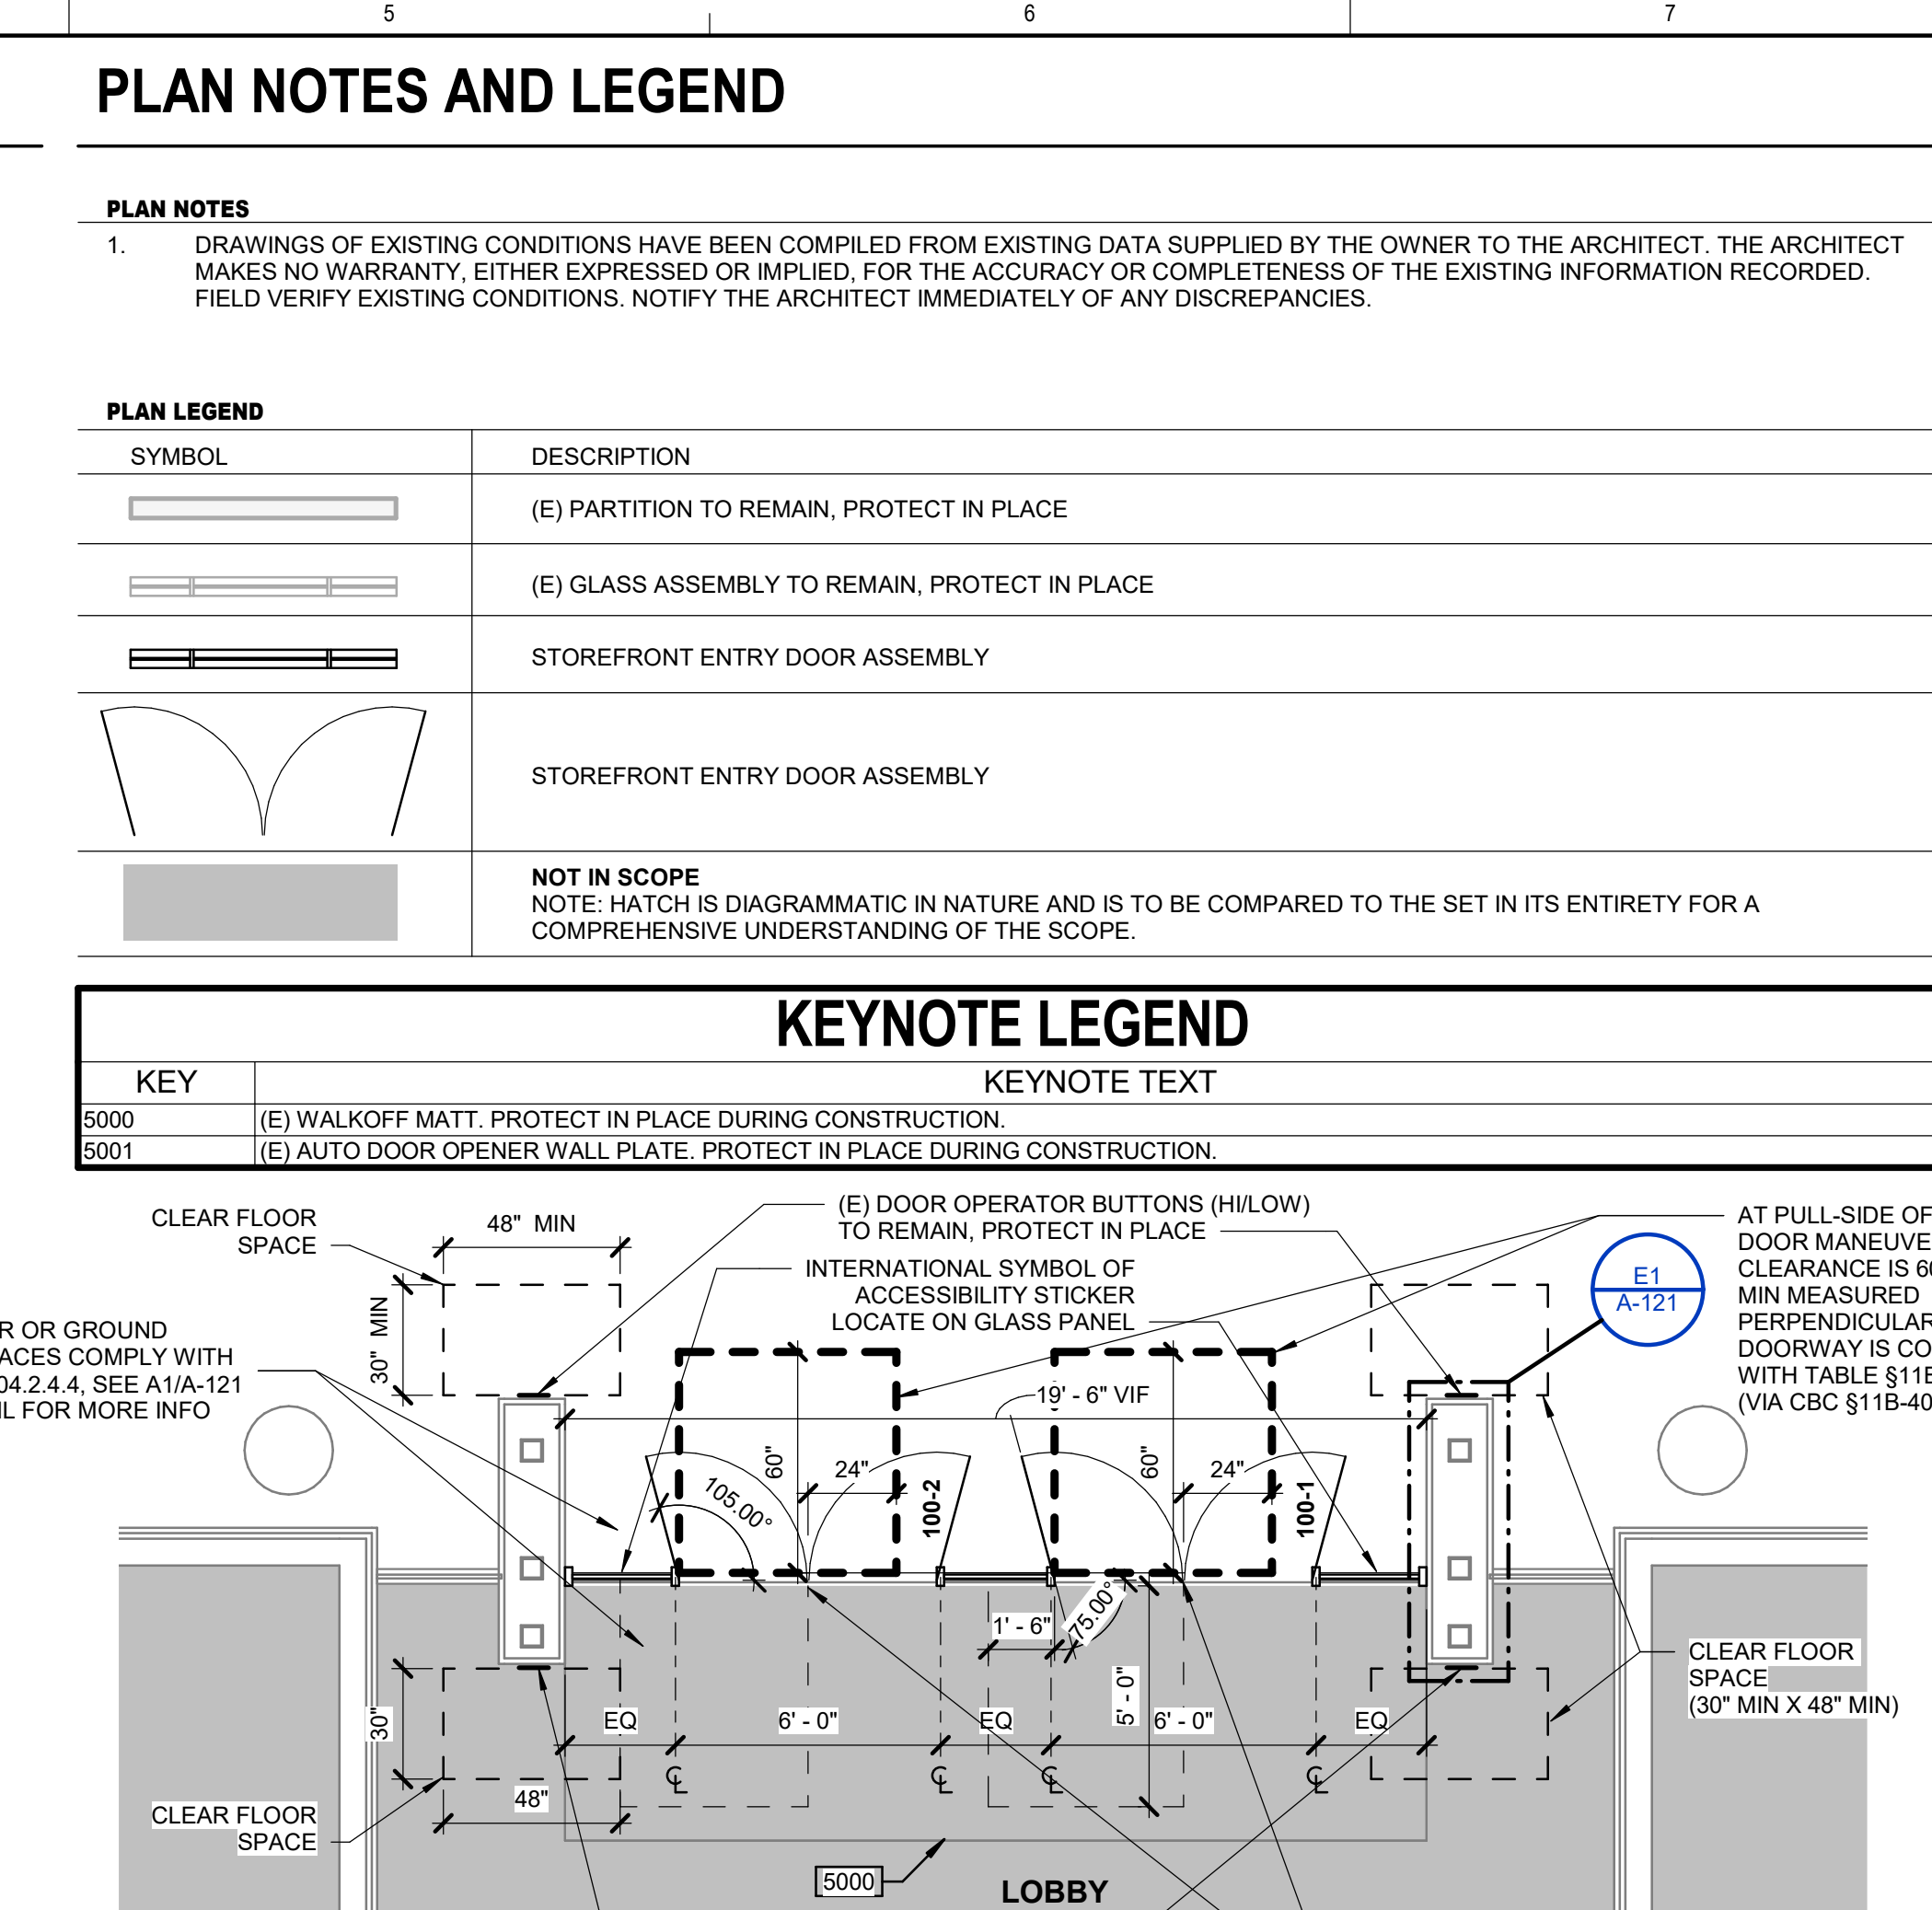 5
6
7
PLAN NOTES AND LEGEND
PLAN NOTES
1. DRAWINGS OF EXISTING CONDITIONS HAVE BEEN COMPILED FROM EXISTING DATA SUPPLIED BY THE OWNER TO THE ARCHITECT. THE ARCHITECT
MAKES NO WARRANTY, EITHER EXPRESSED OR IMPLIED, FOR THE ACCURACY OR COMPLETENESS OF THE EXISTING INFORMATION RECORDED.
FIELD VERIFY EXISTING CONDITIONS. NOTIFY THE ARCHITECT IMMEDIATELY OF ANY DISCREPANCIES.
PLAN LEGEND
SYMBOL
DESCRIPTION
(E) PARTITION TO REMAIN, PROTECT IN PLACE
(E) GLASS ASSEMBLY TO REMAIN, PROTECT IN PLACE
STOREFRONT ENTRY DOOR ASSEMBLY
STOREFRONT ENTRY DOOR ASSEMBLY
NOT IN SCOPE
NOTE: HATCH IS DIAGRAMMATIC IN NATURE AND IS TO BE COMPARED TO THE SET IN ITS ENTIRETY FOR A
COMPREHENSIVE UNDERSTANDING OF THE SCOPE.
KEYNOTE LEGEND
KEY
KEYNOTE TEXT
5000 (E) WALKOFF MATT. PROTECT IN PLACE DURING CONSTRUCTION.
5001 (E) AUTO DOOR OPENER WALL PLATE. PROTECT IN PLACE DURING CONSTRUCTION.
CLEAR FLOOR
SPACE
48" MIN
30" MIN
(E) DOOR OPERATOR BUTTONS (HI/LOW)
TO REMAIN, PROTECT IN PLACE
INTERNATIONAL SYMBOL OF
ACCESSIBILITY STICKER
LOCATE ON GLASS PANEL
E1
A-121
AT PULL-SIDE OF
DOOR MANEUVE
CLEARANCE IS 6
MIN MEASURED
PERPENDICULAR
DOORWAY IS CO
WITH TABLE §11B
(VIA CBC §11B-40
R OR GROUND
ACES COMPLY WITH
04.2.4.4, SEE A1/A-121
IL FOR MORE INFO
19' - 6" VIF
60"
24"
105.00°
100-2
60"
24"
100-1
1' - 6"
75.00°
5' - 0"
30"
EQ
6' - 0"
EQ
6' - 0"
EQ
48"
CLEAR FLOOR
SPACE
CLEAR FLOOR
SPACE
(30" MIN X 48" MIN)
℄
℄
℄
℄
5000
LOBBY